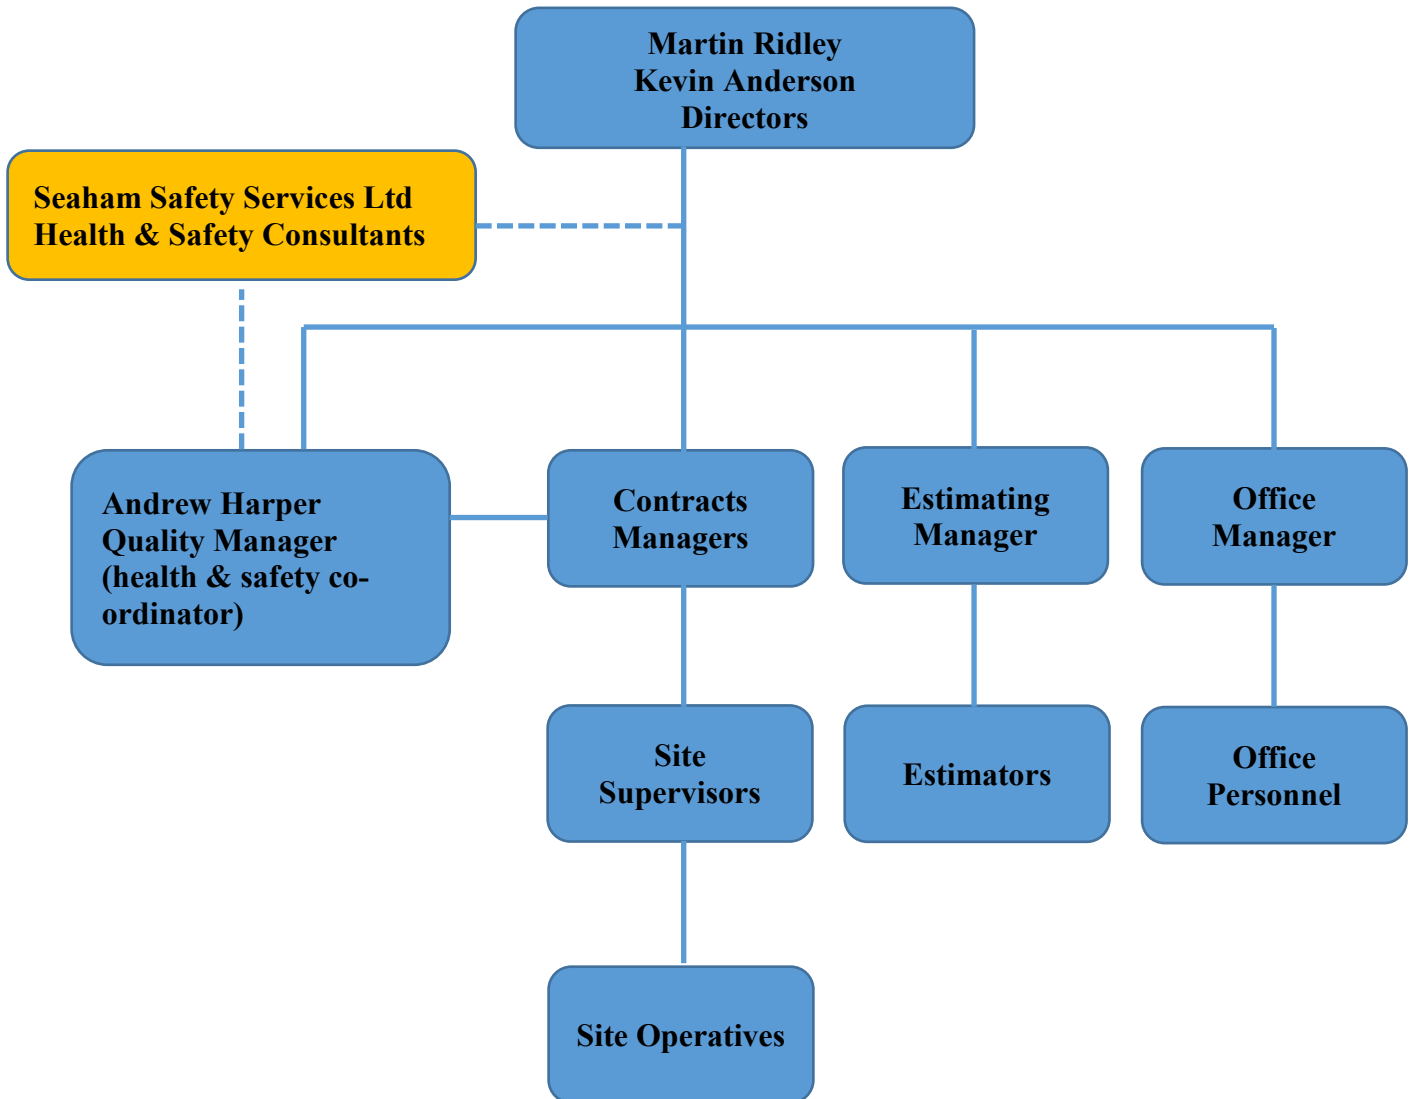 Martin Ridley
Kevin Anderson
Directors
Seaham Safety Services Ltd
Health & Safety Consultants
Andrew Harper
Quality Manager
(health & safety co-
ordinator)
Contracts
Managers
Estimating
Manager
Office
Manager
Site
Supervisors
Estimators
Office
Personnel
Site Operatives